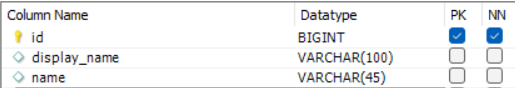 Column Name Datatype PK NN
id BIGINT
display_name VARCHAR(100)
name VARCHAR(45)